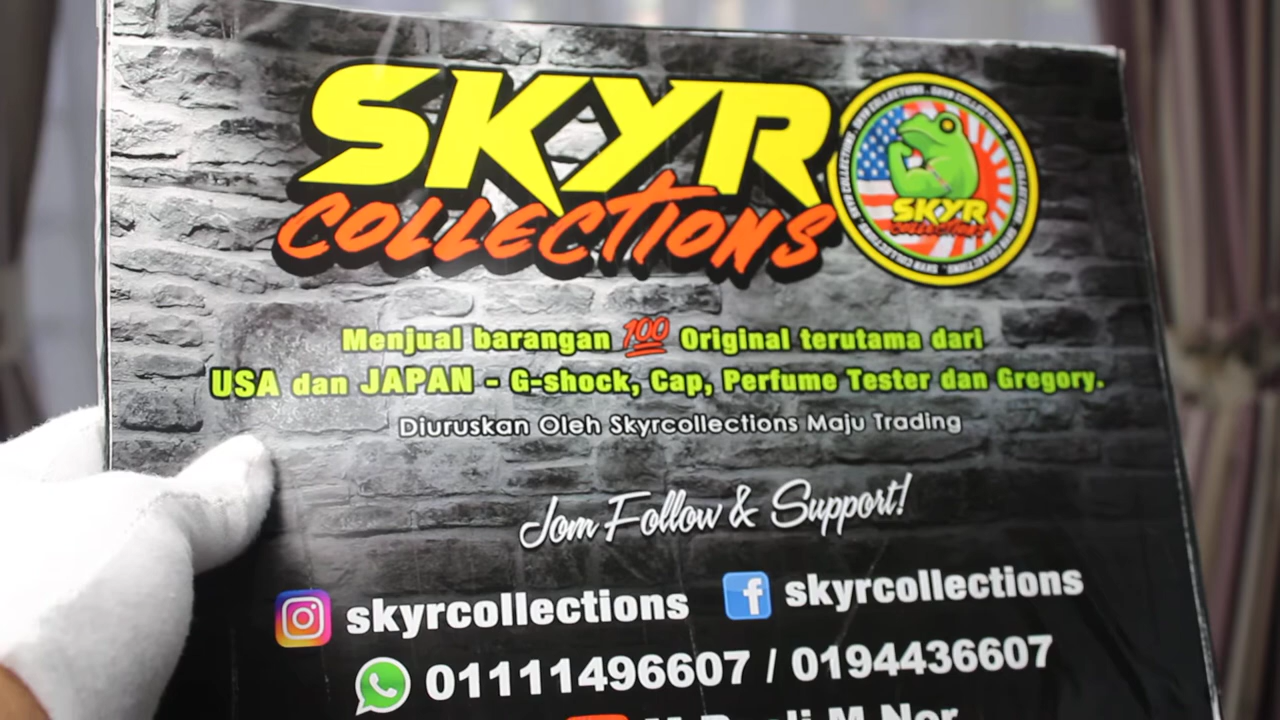 SKYR
COLLECTIONS
SKYR
COLLECTIONS
Menjual barangan 100 Original terutama dari
USA dan JAPAN - G-shock, Cap, Perfume Tester dan Gregory.
Diuruskan Oleh Skyrcollections Maju Trading
Jom Follow & Support!
skyrcollections
skyrcollections
01111496607 / 0194436607